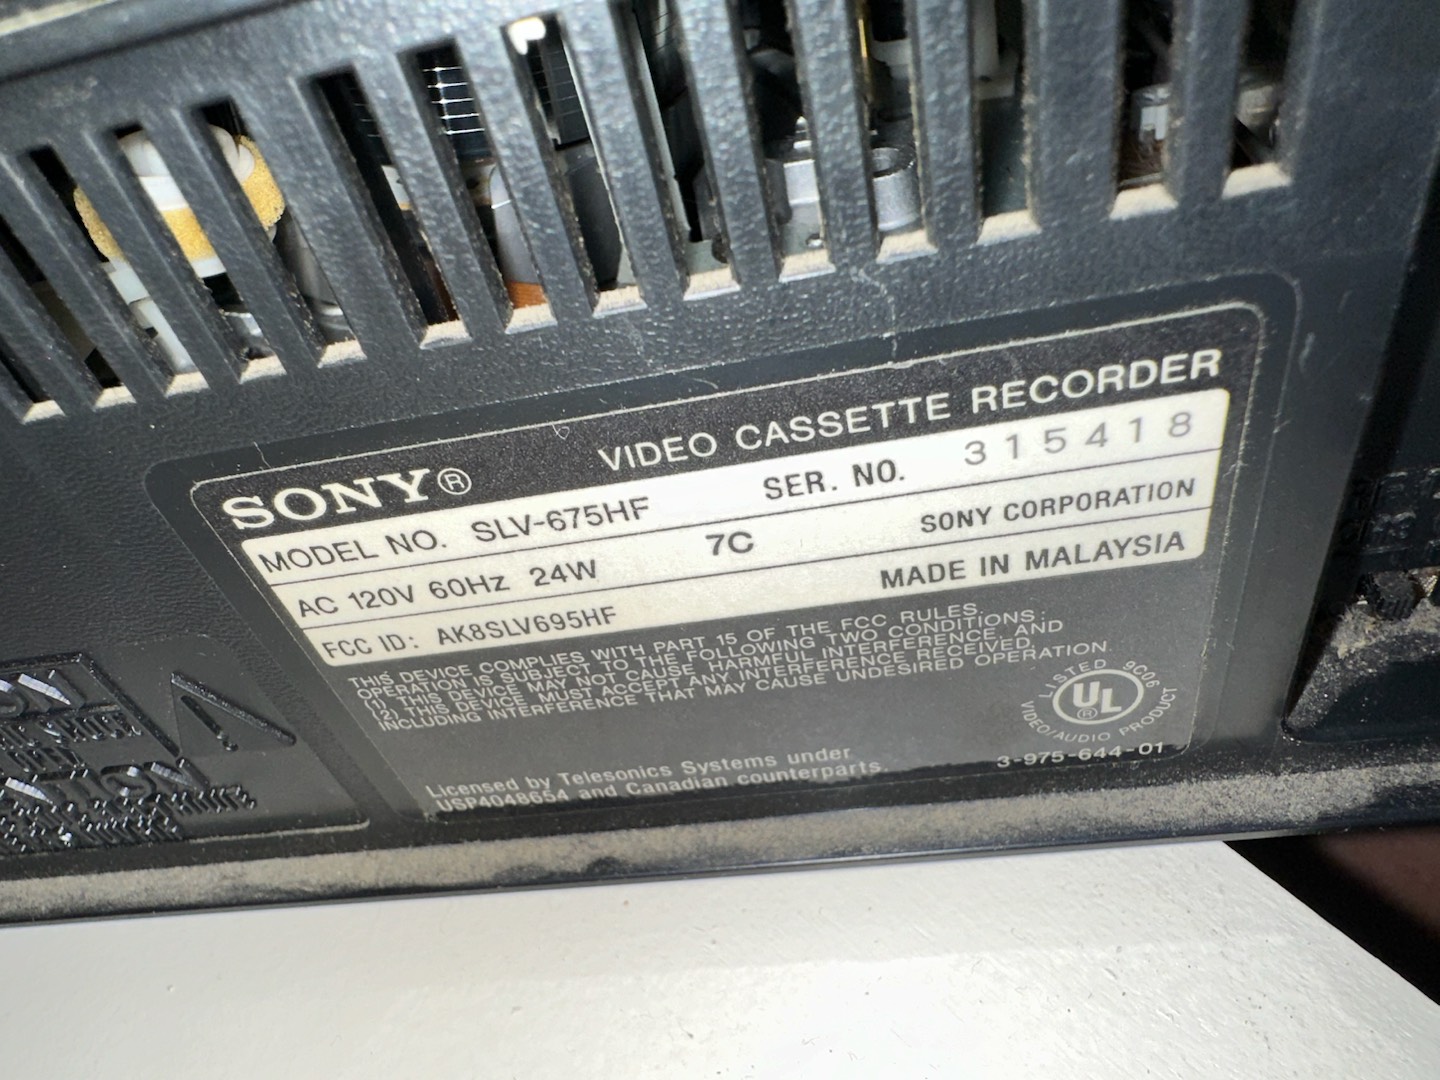 SONY®
VIDEO CASSETTE RECORDER
MODEL NO. SLV-675HF SER. NO. 315418
AC 120V 60Hz 24W 7C SONY CORPORATION
FCC ID: AK8SLV695HF MADE IN MALAYSIA
THIS DEVICE COMPLIES WITH PART 15 OF THE FCC RULES.
OPERATION IS SUBJECT TO THE FOLLOWING TWO CONDITIONS:
(1) THIS DEVICE MAY NOT CAUSE HARMFUL INTERFERENCE, AND
(2) THIS DEVICE MUST ACCEPT ANY INTERFERENCE RECEIVED,
INCLUDING INTERFERENCE THAT MAY CAUSE UNDESIRED OPERATION.
LISTED 9C06
UL®
VIDEO/AUDIO PRODUCT
3-975-644-01
Licensed by Telesonics Systems under
USP4048654 and Canadian counterparts.